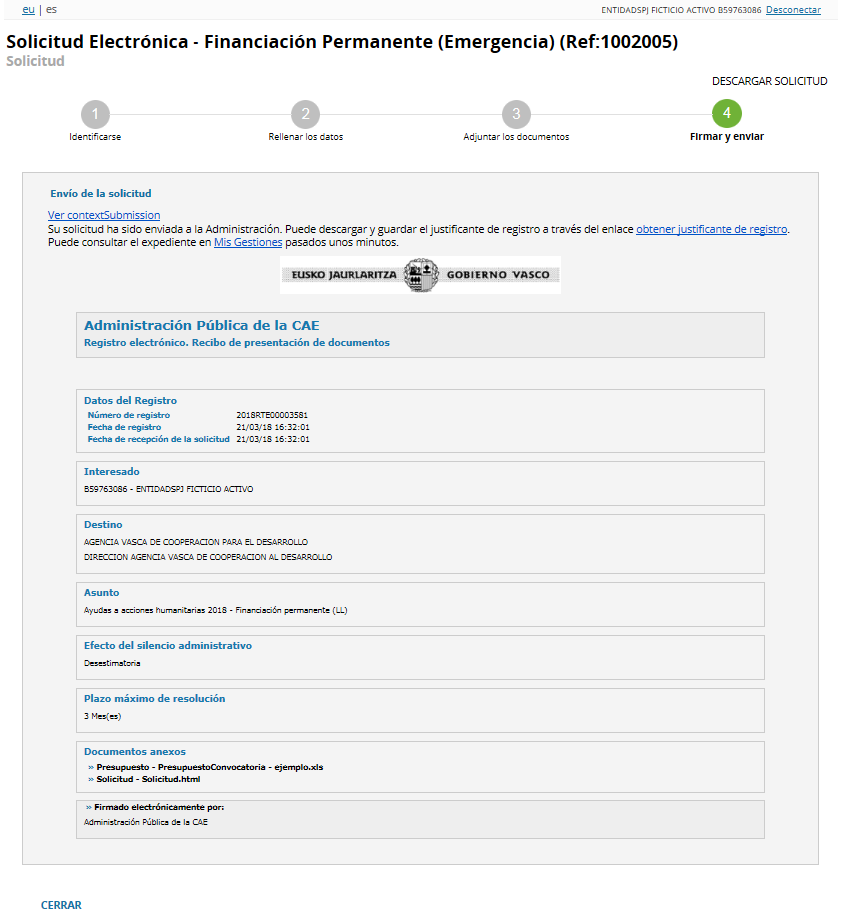 eu | es
ENTIDADSPJ FICTICIO ACTIVO B59763086 Desconectar
Solicitud Electrónica - Financiación Permanente (Emergencia) (Ref:1002005)
Solicitud
DESCARGAR SOLICITUD
1 2 3 4
Identificarse Rellenar los datos Adjuntar los documentos Firmar y enviar
Envío de la solicitud
Ver contextSubmission
Su solicitud ha sido enviada a la Administración. Puede descargar y guardar el justificante de registro a través del enlace obtener justificante de registro.
Puede consultar el expediente en Mis Gestiones pasados unos minutos.
EUSKO JAURLARITZA GOBIERNO VASCO
Administración Pública de la CAE
Registro electrónico. Recibo de presentación de documentos
Datos del Registro
Número de registro 2018RTE00003581
Fecha de registro 21/03/18 16:32:01
Fecha de recepción de la solicitud 21/03/18 16:32:01
Interesado
B59763086 - ENTIDADSPJ FICTICIO ACTIVO
Destino
AGENCIA VASCA DE COOPERACION PARA EL DESARROLLO
DIRECCION AGENCIA VASCA DE COOPERACION AL DESARROLLO
Asunto
Ayudas a acciones humanitarias 2018 - Financiación permanente (LL)
Efecto del silencio administrativo
Desestimatoria
Plazo máximo de resolución
3 Mes(es)
Documentos anexos
» Presupuesto - PresupuestoConvocatoria - ejemplo.xls
» Solicitud - Solicitud.html
» Firmado electrónicamente por:
Administración Pública de la CAE
CERRAR